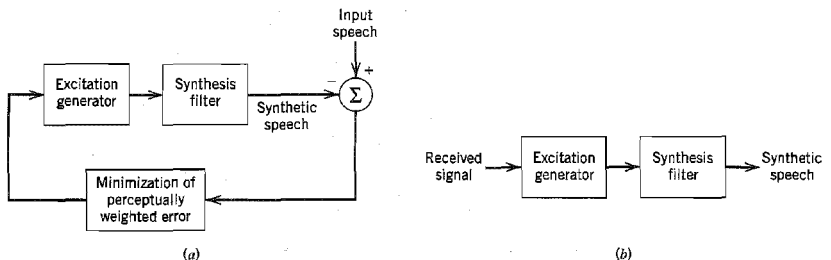 Input
speech
+
Excitation
generator
Synthesis
filter
−
Σ
Synthetic
speech
Minimization of
perceptually
weighted error
(a)
Received
signal
Excitation
generator
Synthesis
filter
Synthetic
speech
(b)